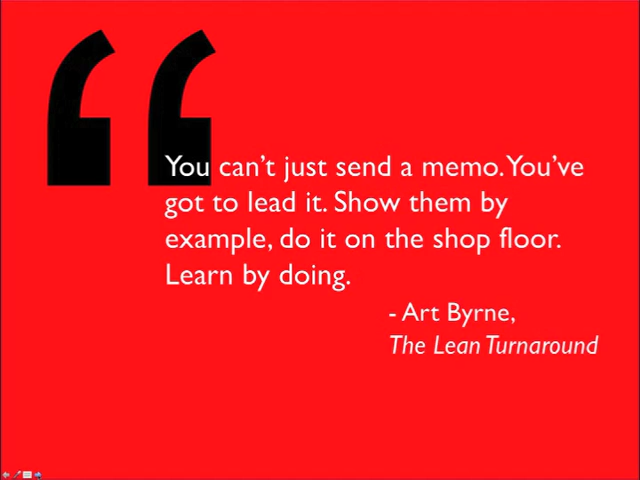 You can't just send a memo. You've
got to lead it. Show them by
example, do it on the shop floor.
Learn by doing.
- Art Byrne,
The Lean Turnaround